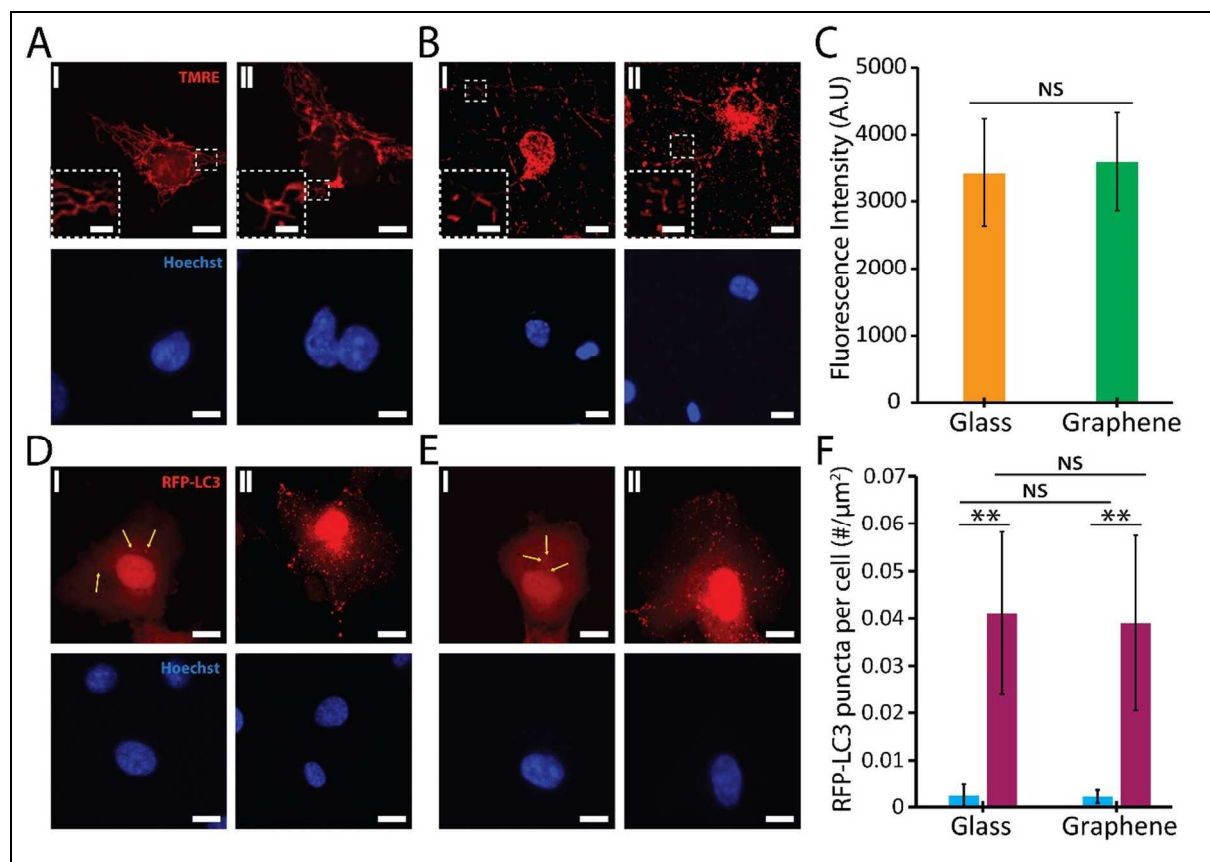 A
I
TMRE
II
Hoechst
B
I
II
C
Fluorescence Intensity (A.U)
5000
4000
3000
2000
1000
0
NS
Glass
Graphene
D
I
RFP-LC3
II
Hoechst
E
I
II
F
RFP-LC3 puncta per cell (#/µm²)
0.07
0.06
0.05
0.04
0.03
0.02
0.01
0
NS
NS
**
**
Glass
Graphene